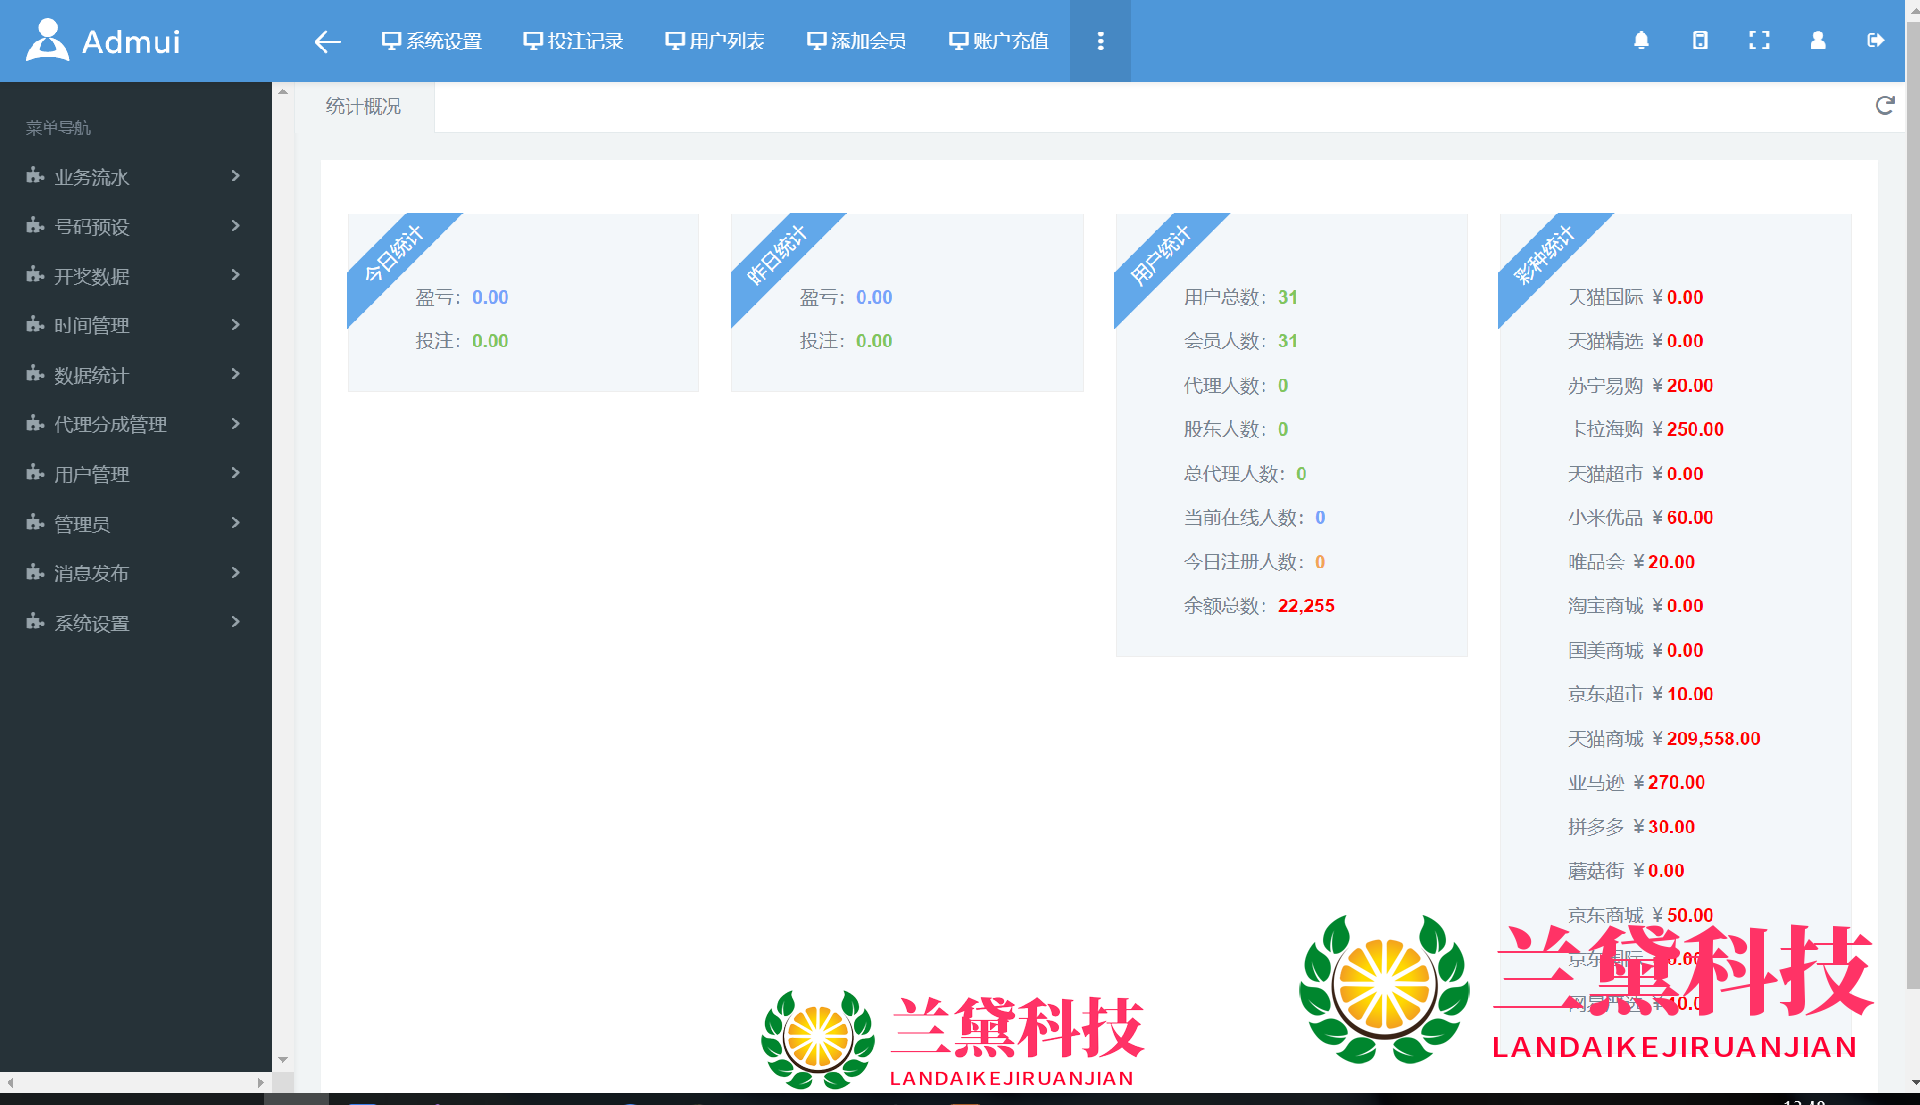 Admui
系统设置
投注记录
用户列表
添加会员
账户充值
统计概况
菜单导航
业务流水
号码预设
开奖数据
时间管理
数据统计
代理分成管理
用户管理
管理员
消息发布
系统设置
今日统计
盈亏：0.00
投注：0.00
昨日统计
盈亏：0.00
投注：0.00
用户统计
用户总数：31
会员人数：31
代理人数：0
股东人数：0
总代理人数：0
当前在线人数：0
今日注册人数：0
余额总数：22,255
彩种统计
天猫国际 ¥0.00
天猫精选 ¥0.00
苏宁易购 ¥20.00
卡拉海购 ¥250.00
天猫超市 ¥0.00
小米优品 ¥60.00
唯品会 ¥20.00
淘宝商城 ¥0.00
国美商城 ¥0.00
京东超市 ¥10.00
天猫商城 ¥209,558.00
亚马逊 ¥270.00
拼多多 ¥30.00
蘑菇街 ¥0.00
京东商城 ¥50.00
兰黛科技
LANDAIKEJIRUANJIAN
兰黛科技
LANDAIKEJIRUANJIAN